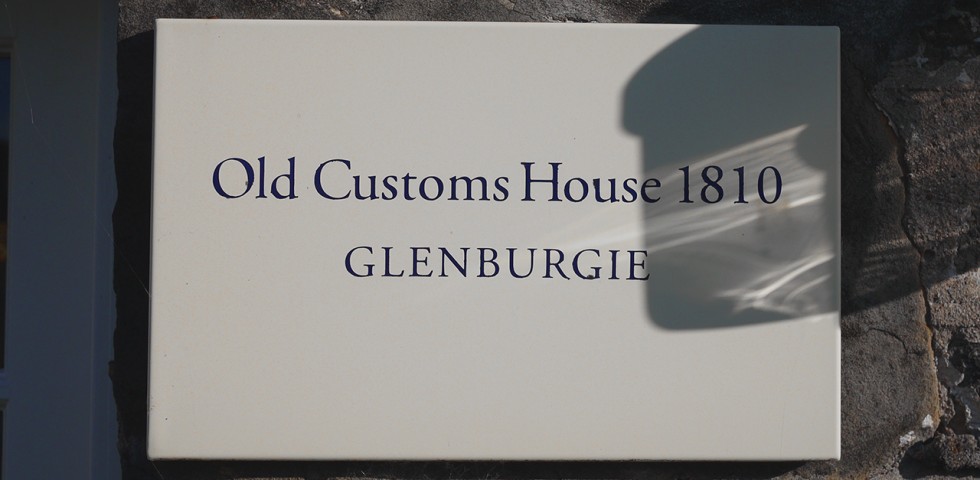 Old Customs House 1810
GLENBURGIE